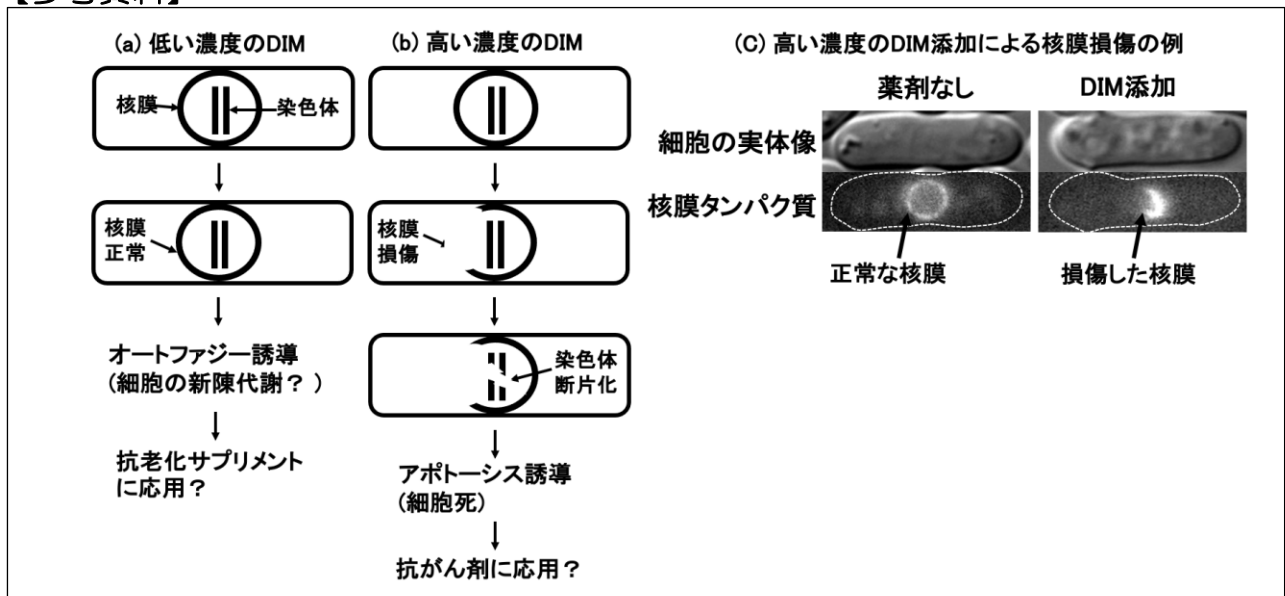 (a) 低い濃度のDIM
核膜
染色体
核膜
正常
オートファジー誘導
(細胞の新陳代謝？)
抗老化サプリメント
に応用？
(b) 高い濃度のDIM
核膜
損傷
染色体
断片化
アポトーシス誘導
(細胞死)
抗がん剤に応用？
(C) 高い濃度のDIM添加による核膜損傷の例
薬剤なし
DIM添加
細胞の実体像
核膜タンパク質
正常な核膜
損傷した核膜